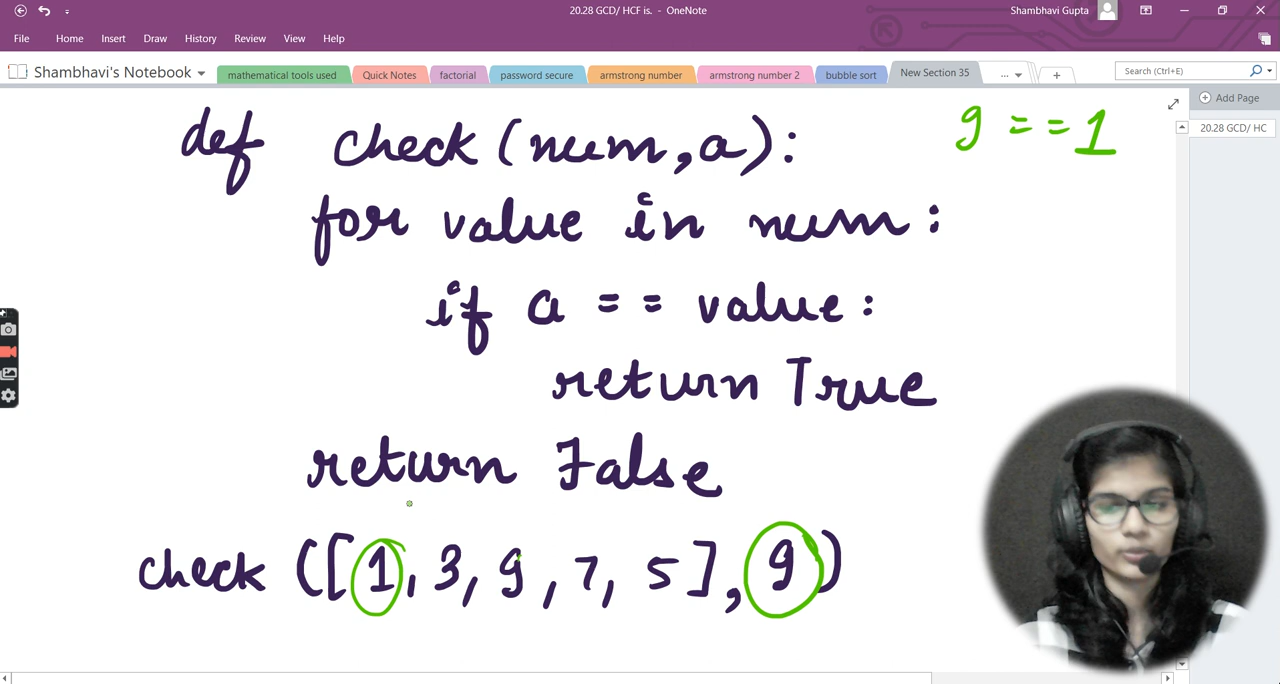 20.28 GCD/ HCF is. - OneNote
Shambhavi Gupta
File Home Insert Draw History Review View Help
Shambhavi's Notebook
mathematical tools used
Quick Notes
factorial
password secure
armstrong number
armstrong number 2
bubble sort
New Section 35
...
+
Search (Ctrl+E)
Add Page
20.28 GCD/ HC
def check (num,a):
9 == 1
for value in num:
if a == value:
return True
return False
check ([1, 3, 9, 7, 5], 9)